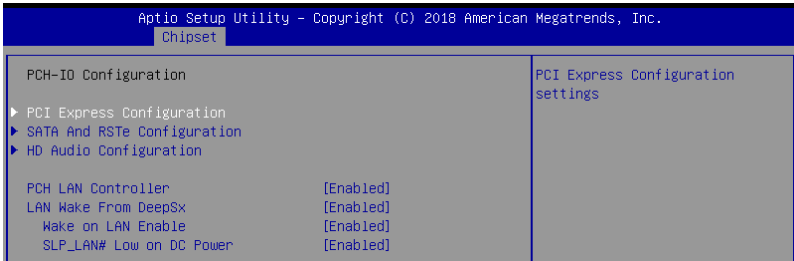 Aptio Setup Utility – Copyright (C) 2018 American Megatrends, Inc.
Chipset
PCH-IO Configuration
PCI Express Configuration
SATA And RSTe Configuration
HD Audio Configuration
PCH LAN Controller [Enabled]
LAN Wake From DeepSx [Enabled]
Wake on LAN Enable [Enabled]
SLP_LAN# Low on DC Power [Enabled]
PCI Express Configuration
settings